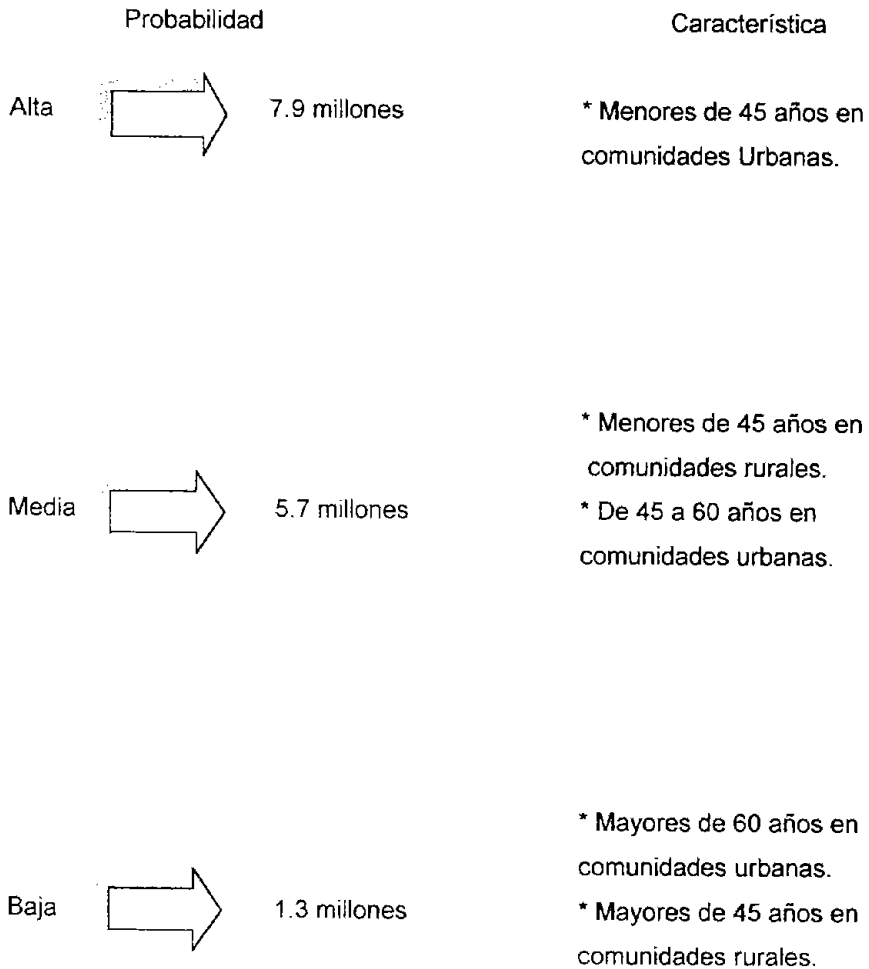 Probabilidad
Característica
Alta
7.9 millones
* Menores de 45 años en
comunidades Urbanas.
* Menores de 45 años en
comunidades rurales.
Media
5.7 millones
* De 45 a 60 años en
comunidades urbanas.
* Mayores de 60 años en
comunidades urbanas.
Baja
1.3 millones
* Mayores de 45 años en
comunidades rurales.